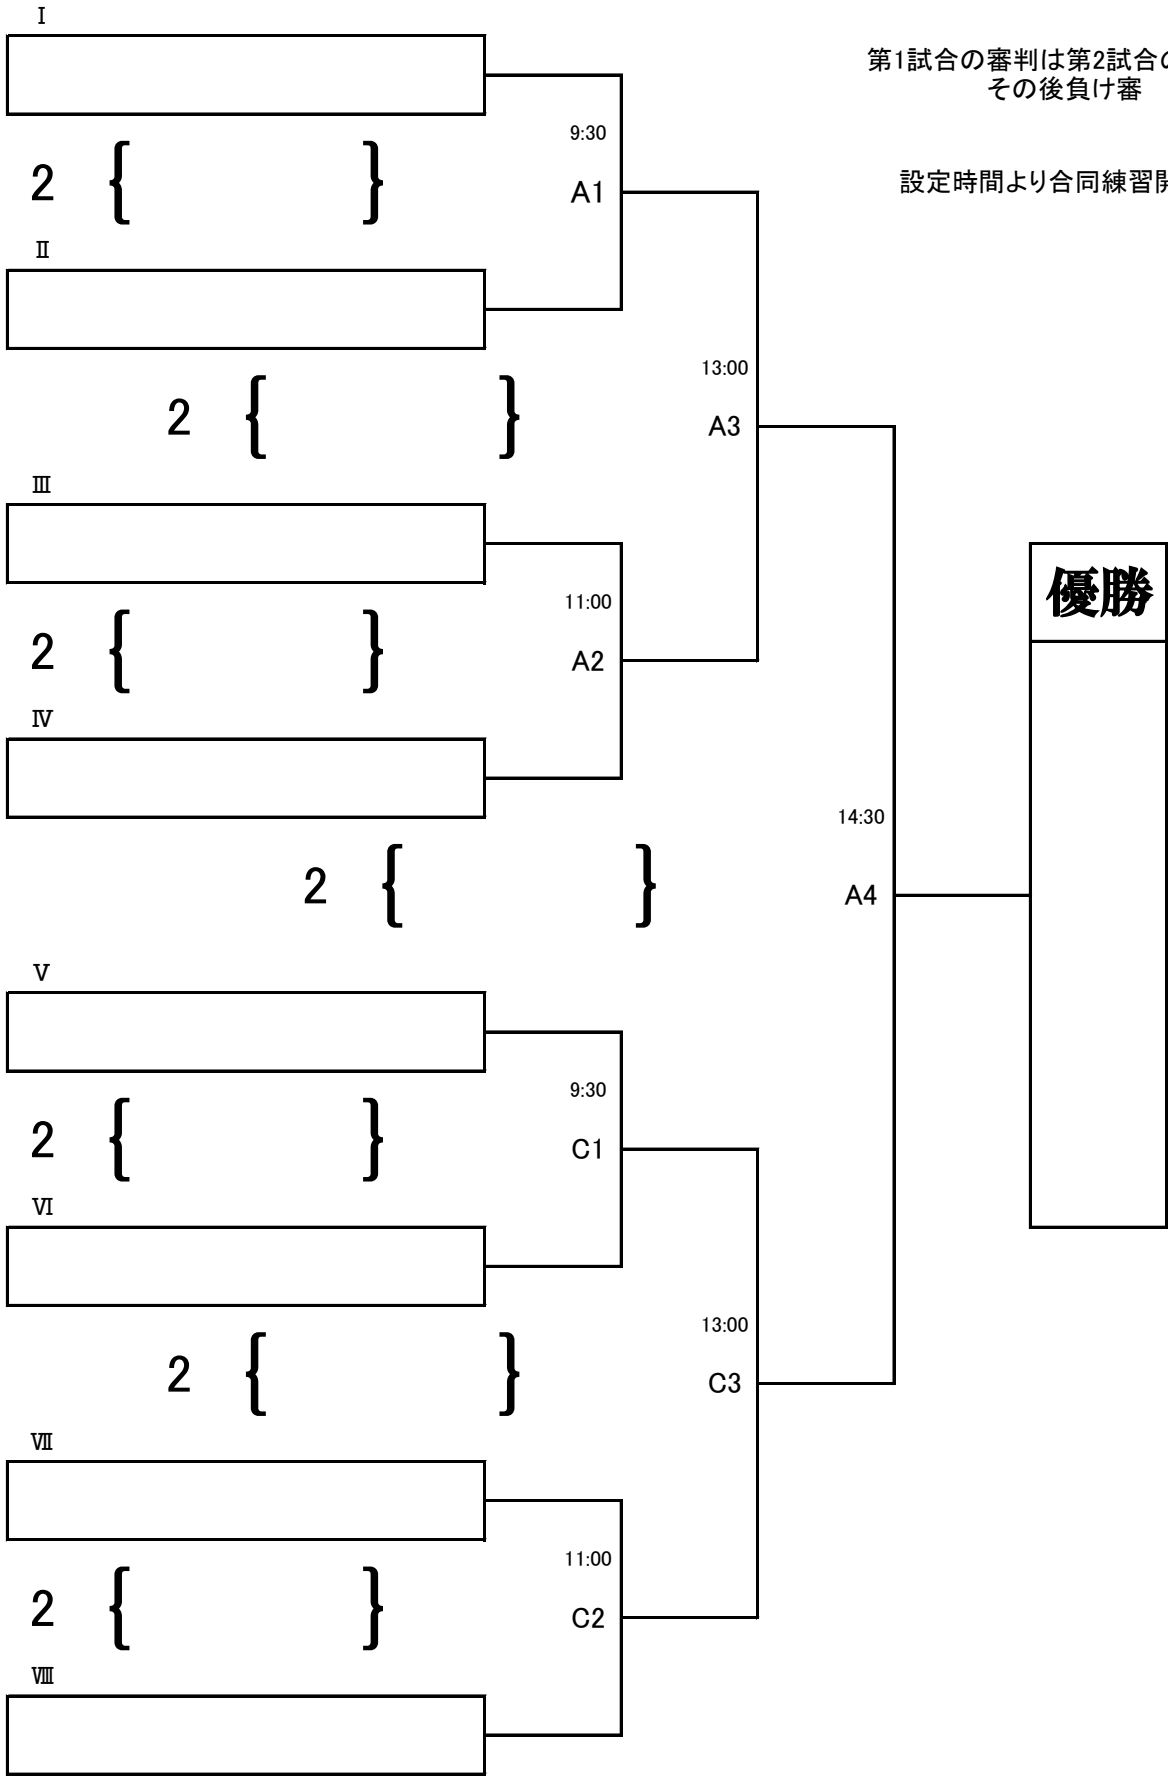 Ⅰ
第1試合の審判は第2試合の
その後負け審
9:30
2 { }
A1
設定時間より合同練習開
Ⅱ
13:00
2 { }
A3
Ⅲ
優勝
11:00
2 { }
A2
Ⅳ
14:30
2 { }
A4
Ⅴ
9:30
2 { }
C1
Ⅵ
13:00
2 { }
C3
Ⅶ
11:00
2 { }
C2
Ⅷ